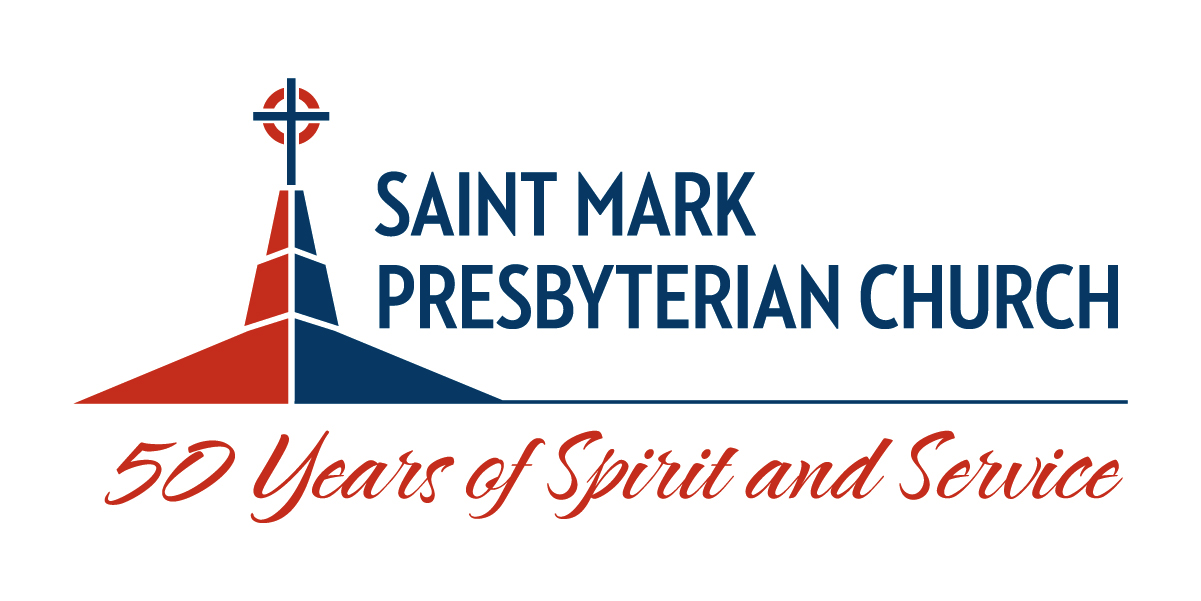 SAINT MARK
PRESBYTERIAN CHURCH
50 Years of Spirit and Service